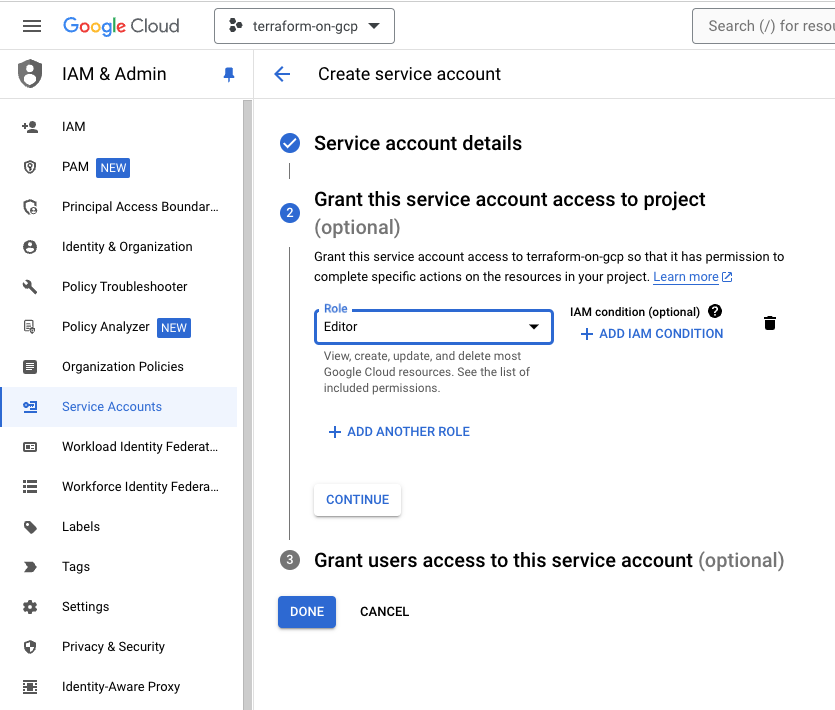 Google Cloud
terraform-on-gcp
Search (/) for resou
IAM & Admin
Create service account
IAM
PAM NEW
Principal Access Boundar...
Identity & Organization
Policy Troubleshooter
Policy Analyzer NEW
Organization Policies
Service Accounts
Workload Identity Federat...
Workforce Identity Federa...
Labels
Tags
Settings
Privacy & Security
Identity-Aware Proxy
Service account details
2
Grant this service account access to project
(optional)
Grant this service account access to terraform-on-gcp so that it has permission to
complete specific actions on the resources in your project. Learn more
Role
Editor
IAM condition (optional) ?
+ ADD IAM CONDITION
View, create, update, and delete most
Google Cloud resources. See the list of
included permissions.
+ ADD ANOTHER ROLE
CONTINUE
3
Grant users access to this service account (optional)
DONE
CANCEL